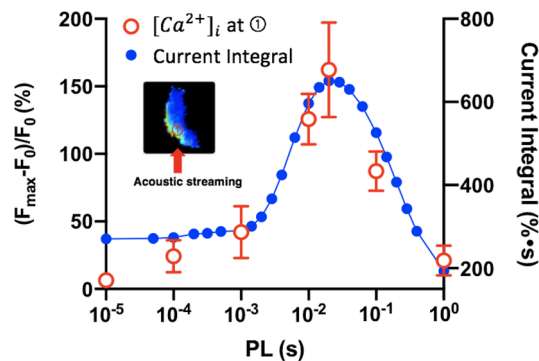 [Ca²⁺]ᵢ at ①
Current Integral
Acoustic streaming
(Fₘₐₓ-F₀)/F₀ (%)
200
150
100
50
0
Current Integral (%•s)
800
600
400
200
10⁻⁵ 10⁻⁴ 10⁻³ 10⁻² 10⁻¹ 10⁰
PL (s)